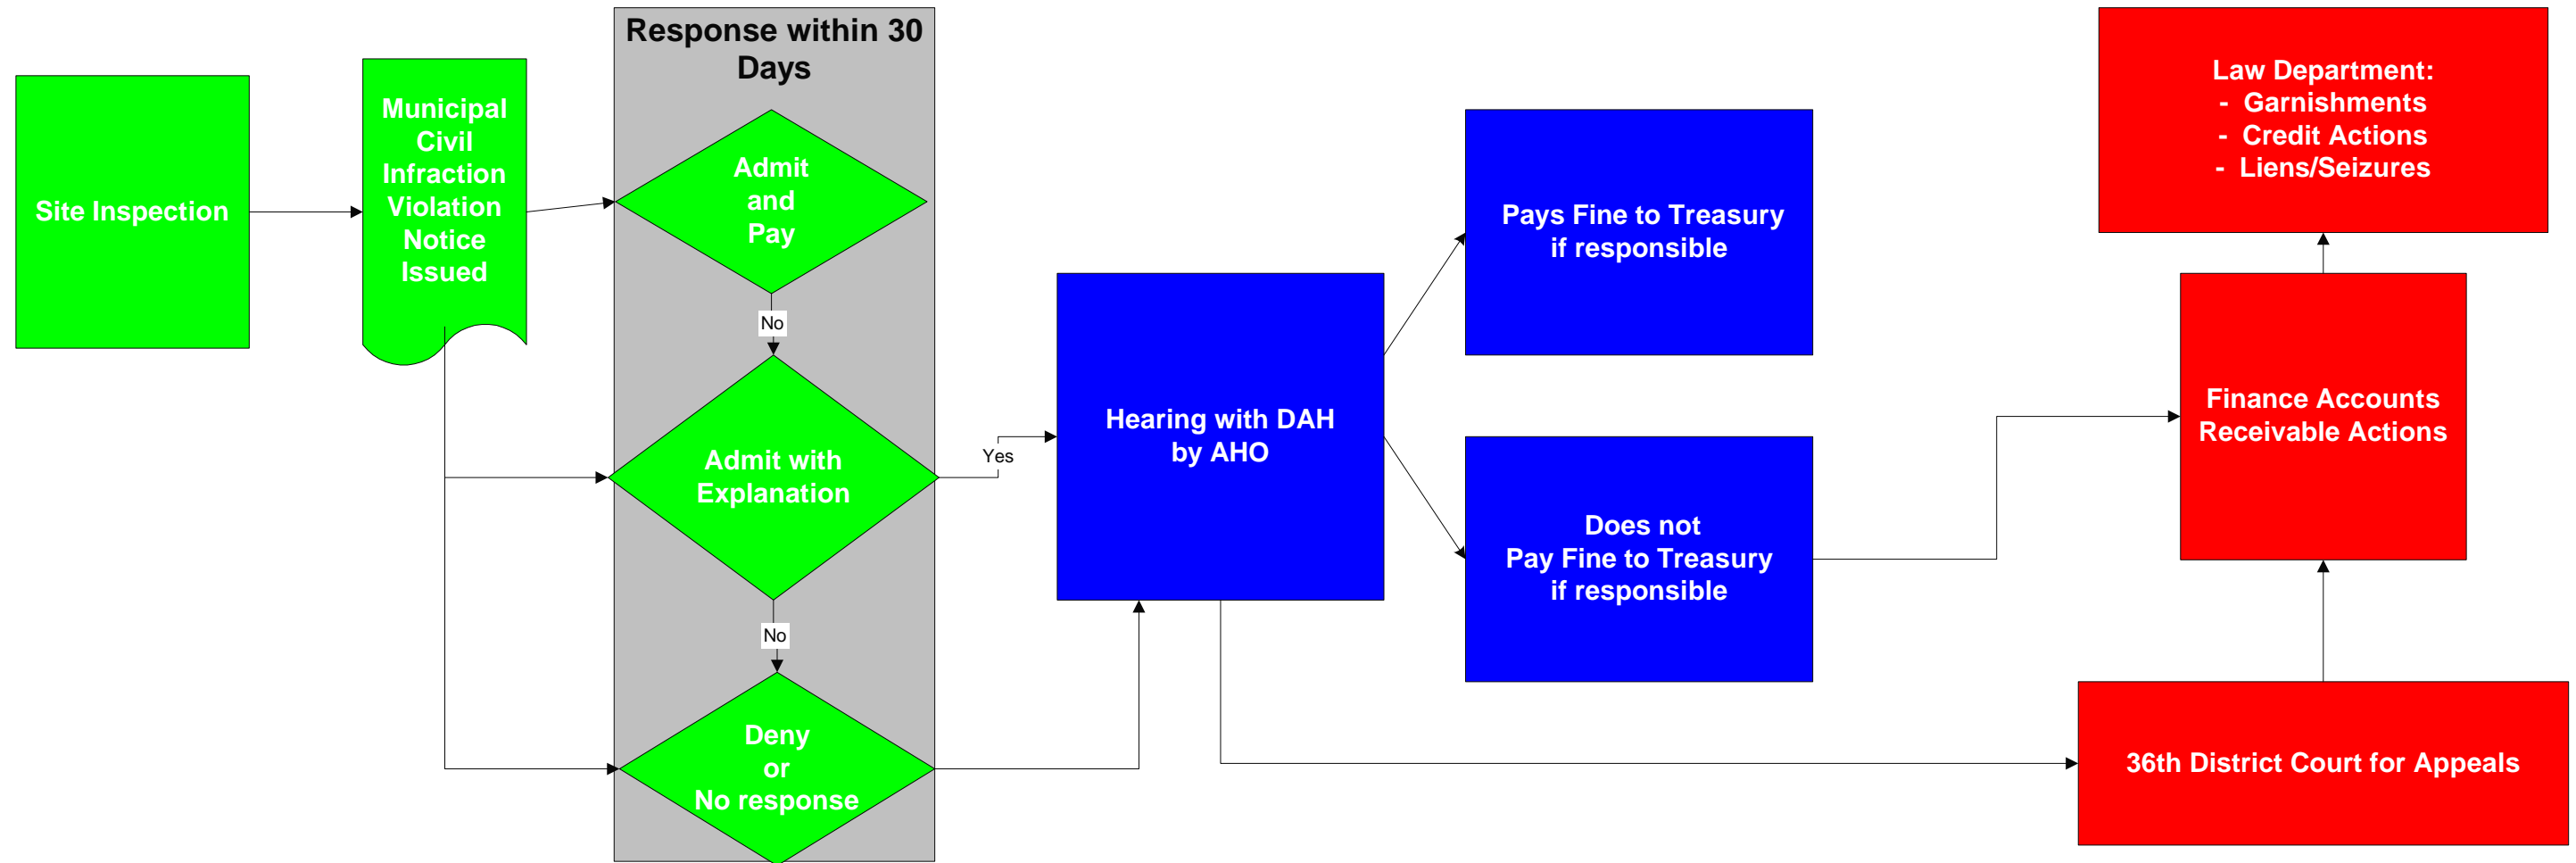 Response within 30
Days
Site Inspection
Municipal
Civil
Infraction
Violation
Notice
Issued
Admit
and
Pay
No
Admit with
Explanation
Yes
No
Deny
or
No response
Hearing with DAH
by AHO
Pays Fine to Treasury
if responsible
Does not
Pay Fine to Treasury
if responsible
Law Department:
- Garnishments
- Credit Actions
- Liens/Seizures
Finance Accounts
Receivable Actions
36th District Court for Appeals